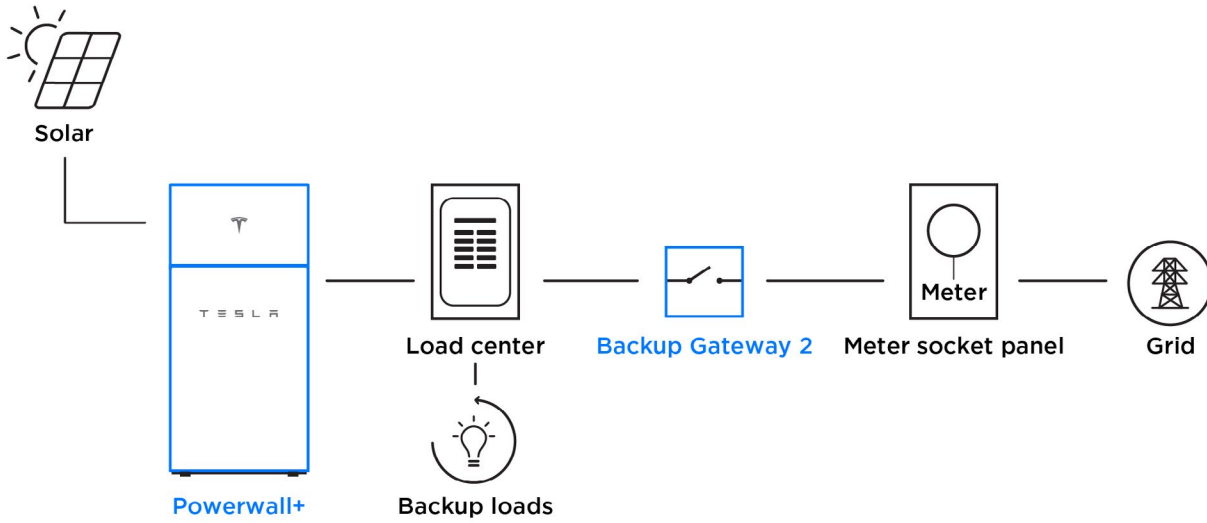 Solar
TESLA
Meter
Load center
Backup Gateway 2
Meter socket panel
Grid
Powerwall+
Backup loads